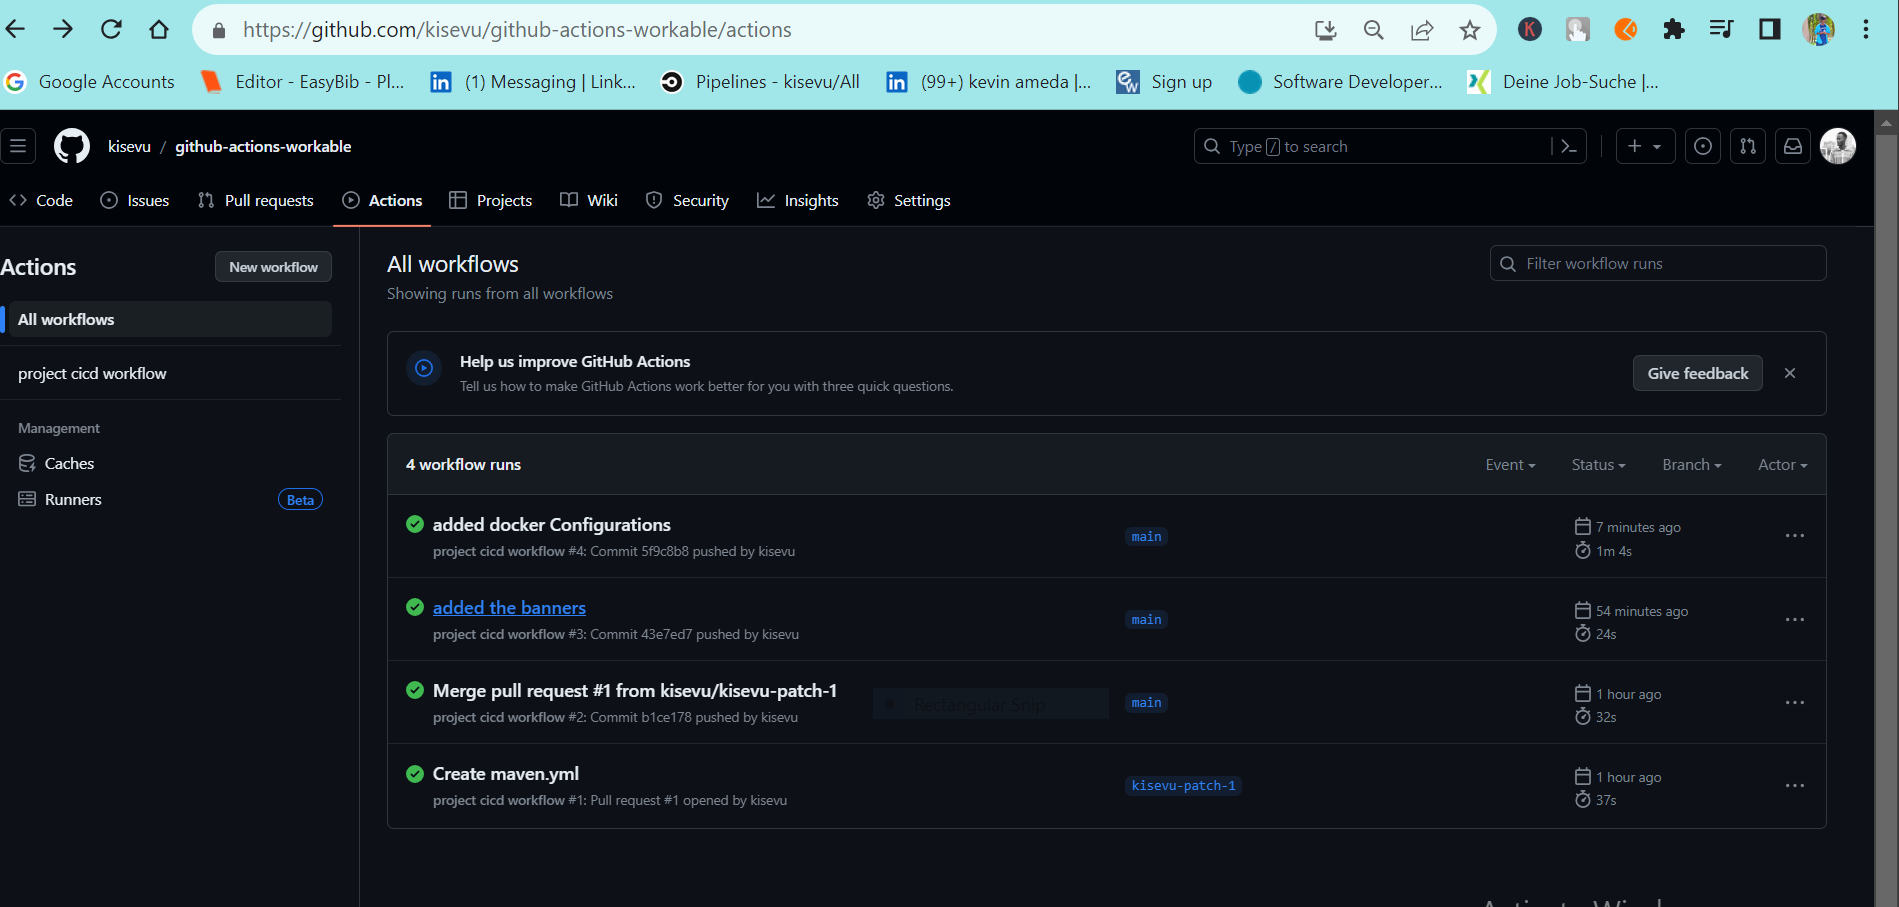 https://github.com/kisevu/github-actions-workable/actions
Google Accounts Editor - EasyBib - Pl... (1) Messaging | Link... Pipelines - kisevu/All (99+) kevin ameda |... Sign up Software Developer... Deine Job-Suche |...
kisevu / github-actions-workable
Type / to search
Code Issues Pull requests Actions Projects Wiki Security Insights Settings
Actions
New workflow
All workflows
project cicd workflow
Management
Caches
Runners Beta
All workflows
Showing runs from all workflows
Filter workflow runs
Help us improve GitHub Actions
Tell us how to make GitHub Actions work better for you with three quick questions.
Give feedback
4 workflow runs
Event Status Branch Actor
added docker Configurations
project cicd workflow #4: Commit 5f9c8b8 pushed by kisevu
main
7 minutes ago
1m 4s
added the banners
project cicd workflow #3: Commit 43e7ed7 pushed by kisevu
main
54 minutes ago
24s
Merge pull request #1 from kisevu/kisevu-patch-1
project cicd workflow #2: Commit b1ce178 pushed by kisevu
Rectangular Snip
main
1 hour ago
32s
Create maven.yml
project cicd workflow #1: Pull request #1 opened by kisevu
kisevu-patch-1
1 hour ago
37s